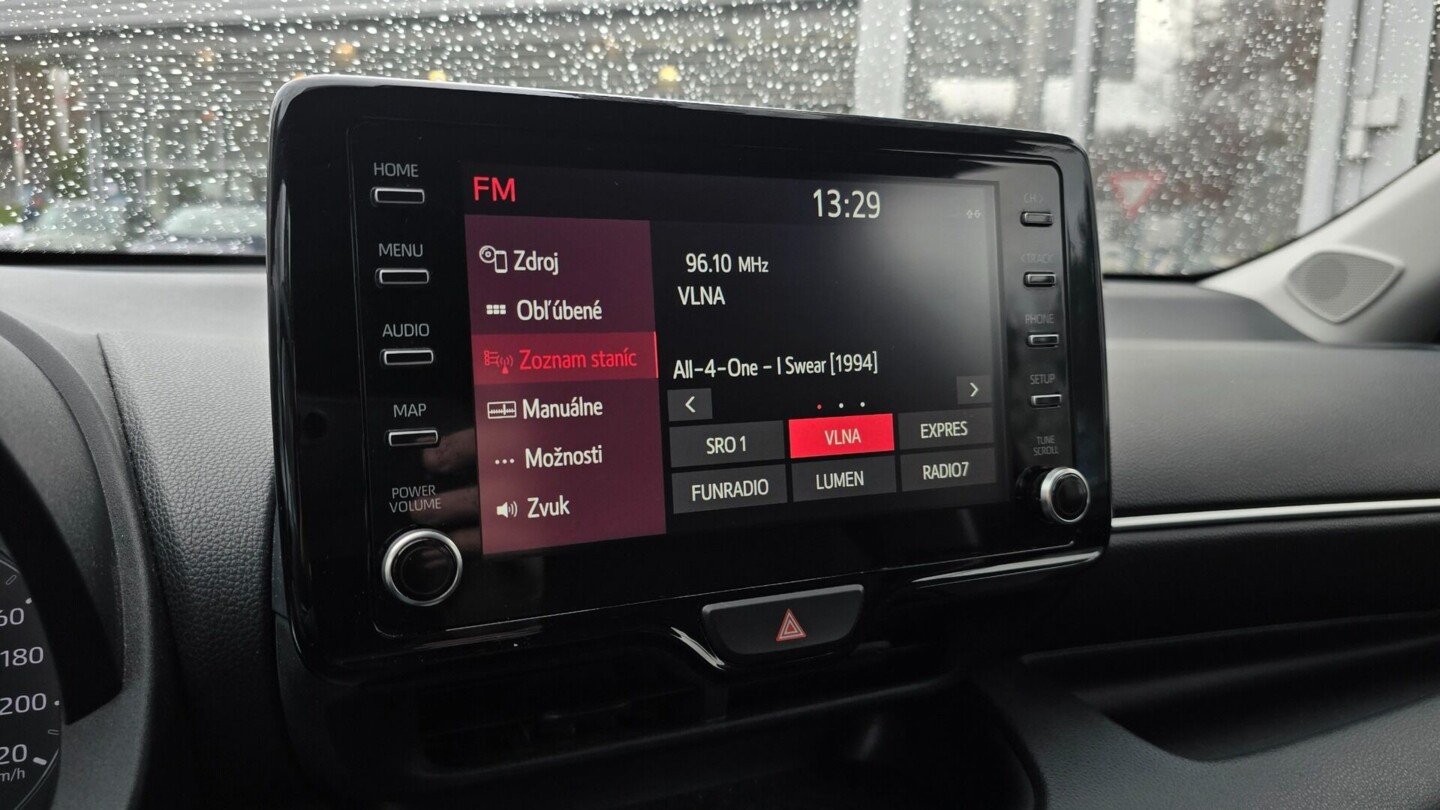 HOME
MENU
AUDIO
MAP
POWER
VOLUME
FM
13:29
Zdroj
Obľúbené
Zoznam staníc
Manuálne
Možnosti
Zvuk
96.10 MHz
VLNA
All-4-One - I Swear [1994]
SRO 1
VLNA
EXPRES
FUNRADIO
LUMEN
RADIO7
CH>
<TRACK
PHONE
SETUP
TUNE
SCROLL
180
200